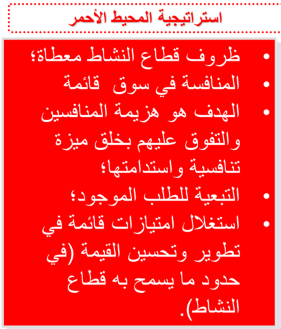 استراتيجية المحيط الأحمر
• ظروف قطاع النشاط معطاة؛
• المنافسة في سوق قائمة
• الهدف هو هزيمة المنافسين
والتفوق عليهم بخلق ميزة
تنافسية واستدامتها؛
• التبعية للطلب الموجود؛
• استغلال امتيازات قائمة في
تطوير وتحسين القيمة (في
حدود ما يسمح به قطاع
النشاط).